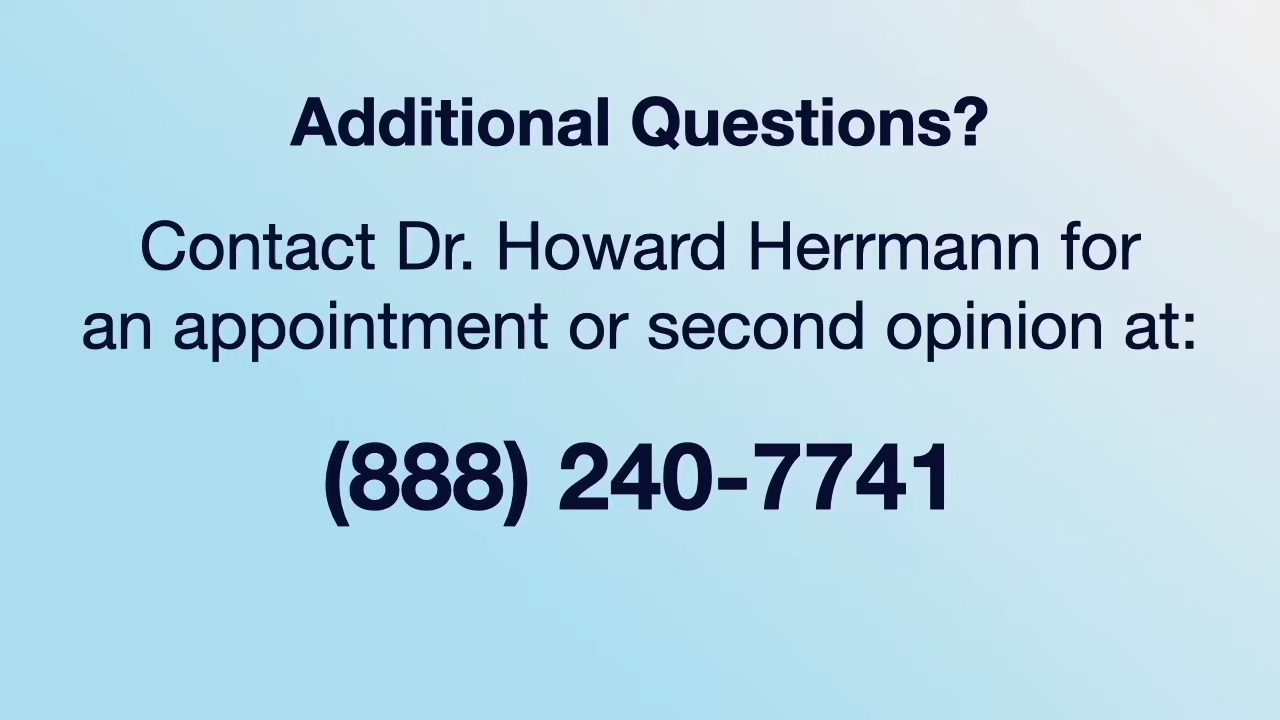 Additional Questions?
Contact Dr. Howard Herrmann for
an appointment or second opinion at:
(888) 240-7741